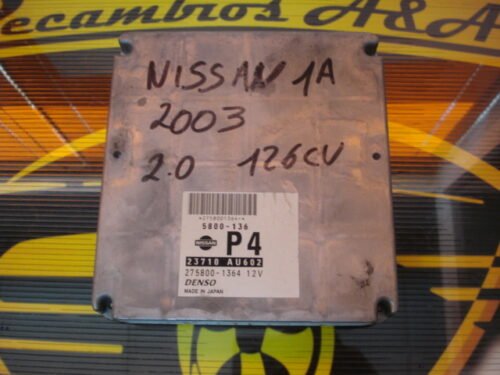 Recambios A&A
NISSAN 1A
2003
2.0 126CV
*2758001364*
5800-136
NISSAN
P4
23710 AU602
275800-1364 12V
DENSO
MADE IN JAPAN